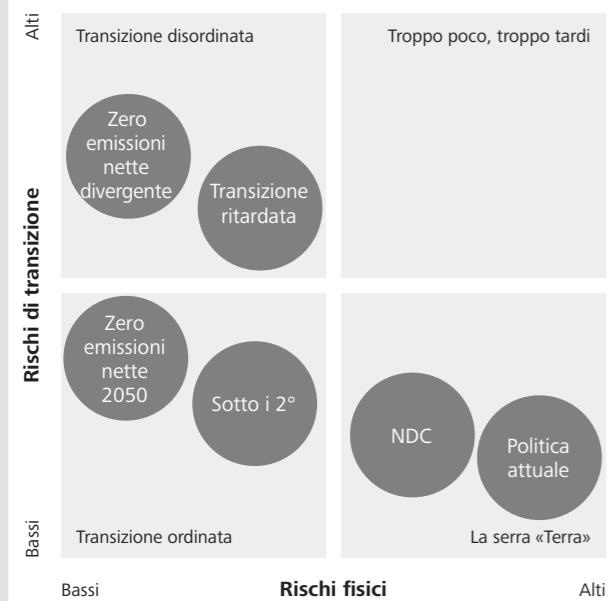 Alti
Transizione disordinata
Troppo poco, troppo tardi
Zero
emissioni
nette
divergente
Transizione
ritardata
Rischi di transizione
Zero
emissioni
nette
2050
Sotto i 2°
NDC
Politica
attuale
Bassi
Transizione ordinata
La serra «Terra»
Bassi
Rischi fisici
Alti